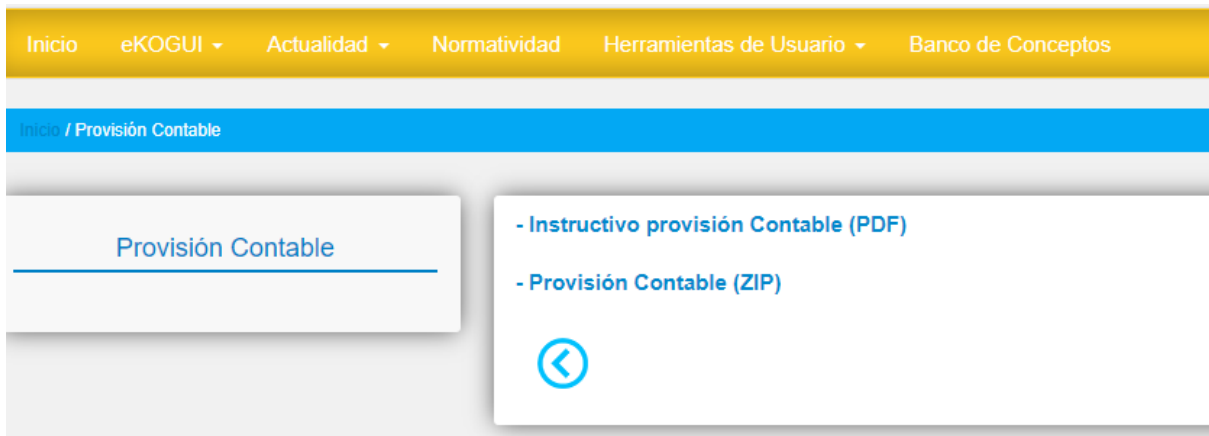 Inicio eKOGUI Actualidad Normatividad Herramientas de Usuario Banco de Conceptos
Inicio / Provisión Contable
Provisión Contable
- Instructivo provisión Contable (PDF)
- Provisión Contable (ZIP)